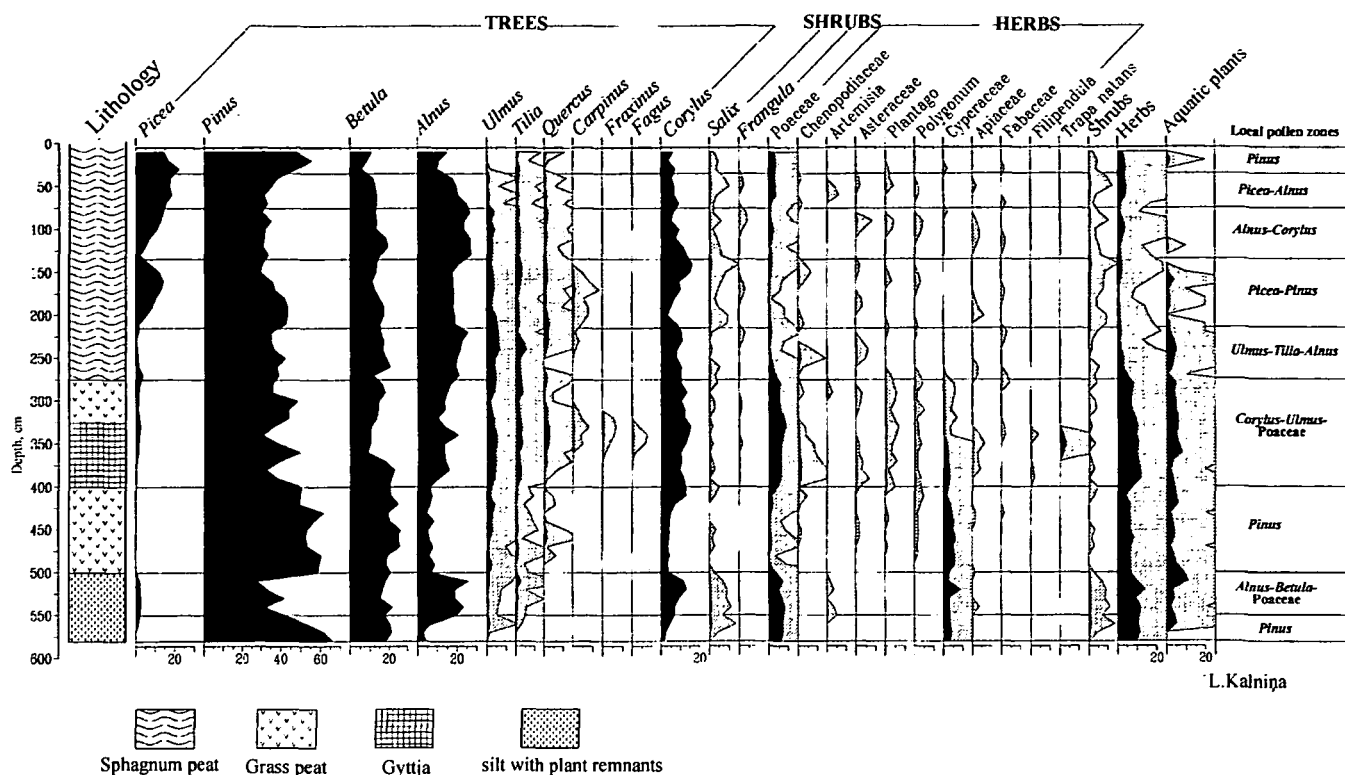 TREES
SHRUBS
HERBS
Lithology
Picea
Pinus
Betula
Alnus
Ulmus
Tilia
Quercus
Carpinus
Fraxinus
Fagus
Corylus
Salix
Frangula
Poaceae
Chenopodiaceae
Artemisia
Asteraceae
Plantago
Polygonum
Cyperaceae
Apiaceae
Fabaceae
Filipendula
Trapa natans
Shrubs
Herbs
Aquatic plants
Local pollen zones
Depth, cm
0
50
100
150
200
250
300
350
400
450
500
550
600
Pinus
Picea-Alnus
Alnus-Corylus
Picea-Pinus
Ulmus-Tilia-Alnus
Corylus-Ulmus-
Poaceae
Pinus
Alnus-Betula-
Poaceae
Pinus
20 20 40 60 20 20 20 20 20
L.Kalniņa
Sphagnum peat
Grass peat
Gyttja
silt with plant remnants